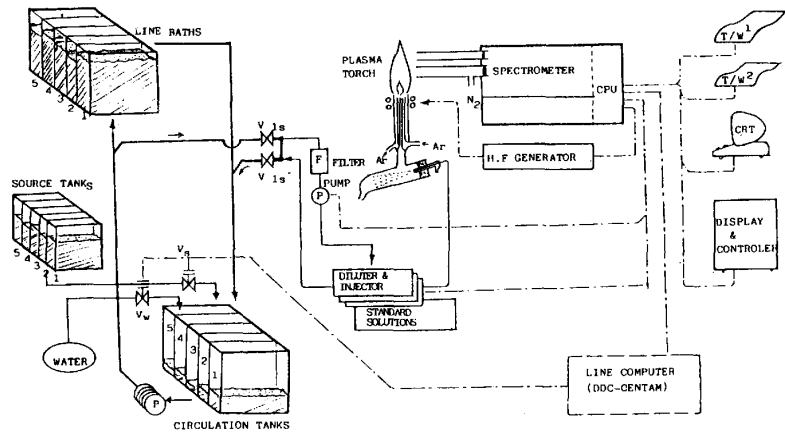 LINE BATHS
5 4 3 2 1
PLASMA
TORCH
SPECTROMETER
CPU
N2
T/W1
T/W2
CRT
V 1s
V 1s'
F
FILTER
PUMP
P
Ar
Ar
H.F GENERATOR
DISPLAY
&
CONTROLER
SOURCE TANKS
5 4 3 2 1
Vs
Vw
WATER
5 4 3 2 1
P
CIRCULATION TANKS
DILUTER &
INJECTOR
STANDARD
SOLUTIONS
LINE COMPUTER
(DDC-CENTAM)